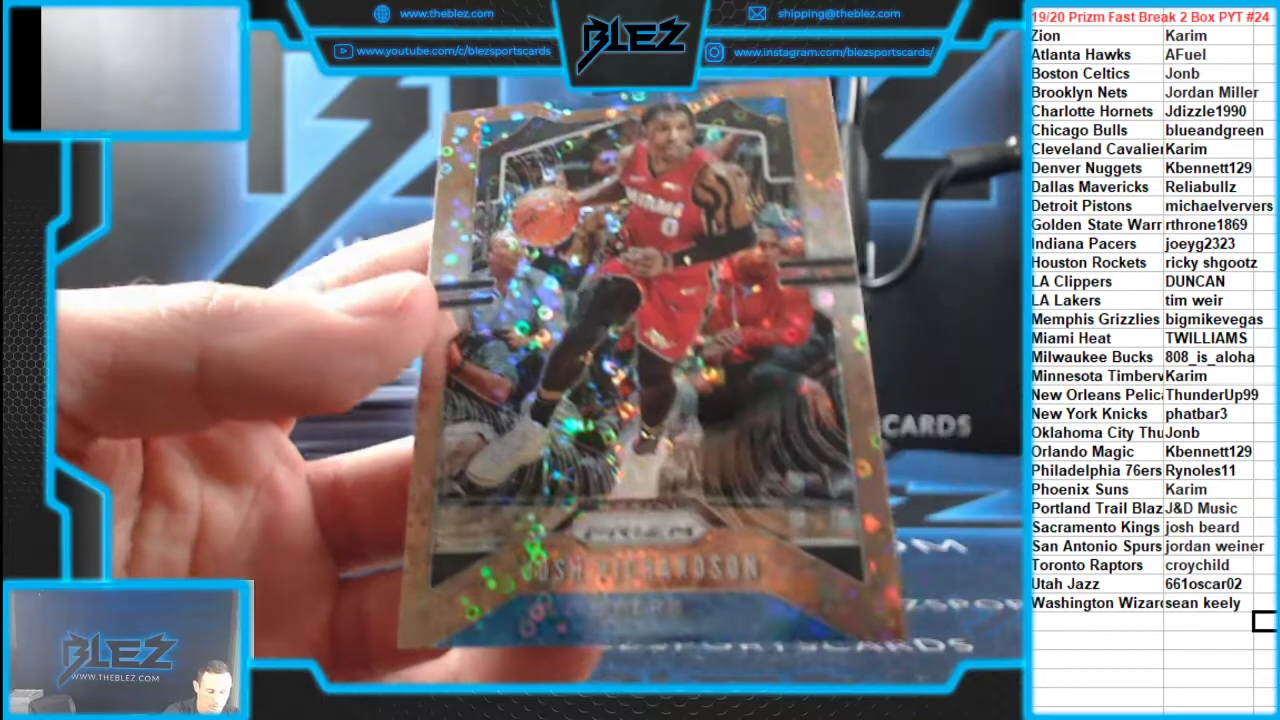 www.theblez.com
shipping@theblez.com
www.youtube.com/c/blezsportscards
www.instagram.com/blezsportscards/
BLEZ
19/20 Prizm Fast Break 2 Box PYT #24
Zion Karim
Atlanta Hawks AFuel
Boston Celtics Jonb
Brooklyn Nets Jordan Miller
Charlotte Hornets Jdizzle1990
Chicago Bulls blueandgreen
Cleveland Cavalier Karim
Denver Nuggets Kbennett129
Dallas Mavericks Reliabullz
Detroit Pistons michaelververs
Golden State Warr rthrone1869
Indiana Pacers joeyg2323
Houston Rockets ricky shgootz
LA Clippers DUNCAN
LA Lakers tim weir
Memphis Grizzlies bigmikevegas
Miami Heat TWILLIAMS
Milwaukee Bucks 808_is_aloha
Minnesota Timberv Karim
New Orleans Pelic ThunderUp99
New York Knicks phatbar3
Oklahoma City Thu Jonb
Orlando Magic Kbennett129
Philadelphia 76ers Rynoles11
Phoenix Suns Karim
Portland Trail Blaz J&D Music
Sacramento Kings josh beard
San Antonio Spurs jordan weiner
Toronto Raptors croychild
Utah Jazz 661oscar02
Washington Wizar sean keely
0
CARDS
PRIZM
JOSH RICHARDSON
BLEZ
WWW.THEBLEZ.COM